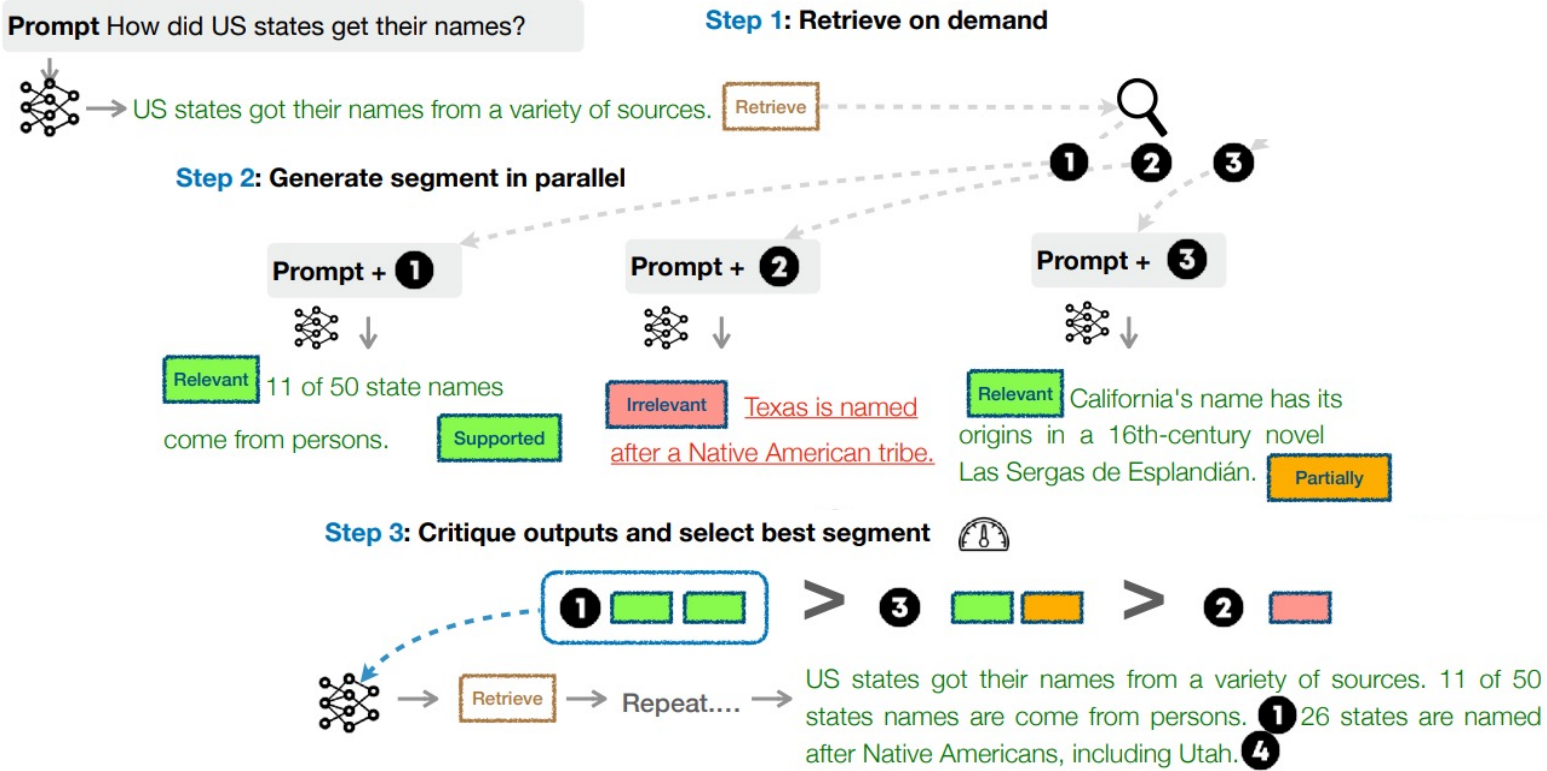 Prompt How did US states get their names?
Step 1: Retrieve on demand
US states got their names from a variety of sources. Retrieve
Step 2: Generate segment in parallel
1 2 3
Prompt + 1
Prompt + 2
Prompt + 3
Relevant 11 of 50 state names
come from persons. Supported
Irrelevant Texas is named
after a Native American tribe.
Relevant California's name has its
origins in a 16th-century novel
Las Sergas de Esplandián. Partially
Step 3: Critique outputs and select best segment
1 > 3 > 2
Retrieve Repeat.... US states got their names from a variety of sources. 11 of 50
states names are come from persons. 1 26 states are named
after Native Americans, including Utah. 4